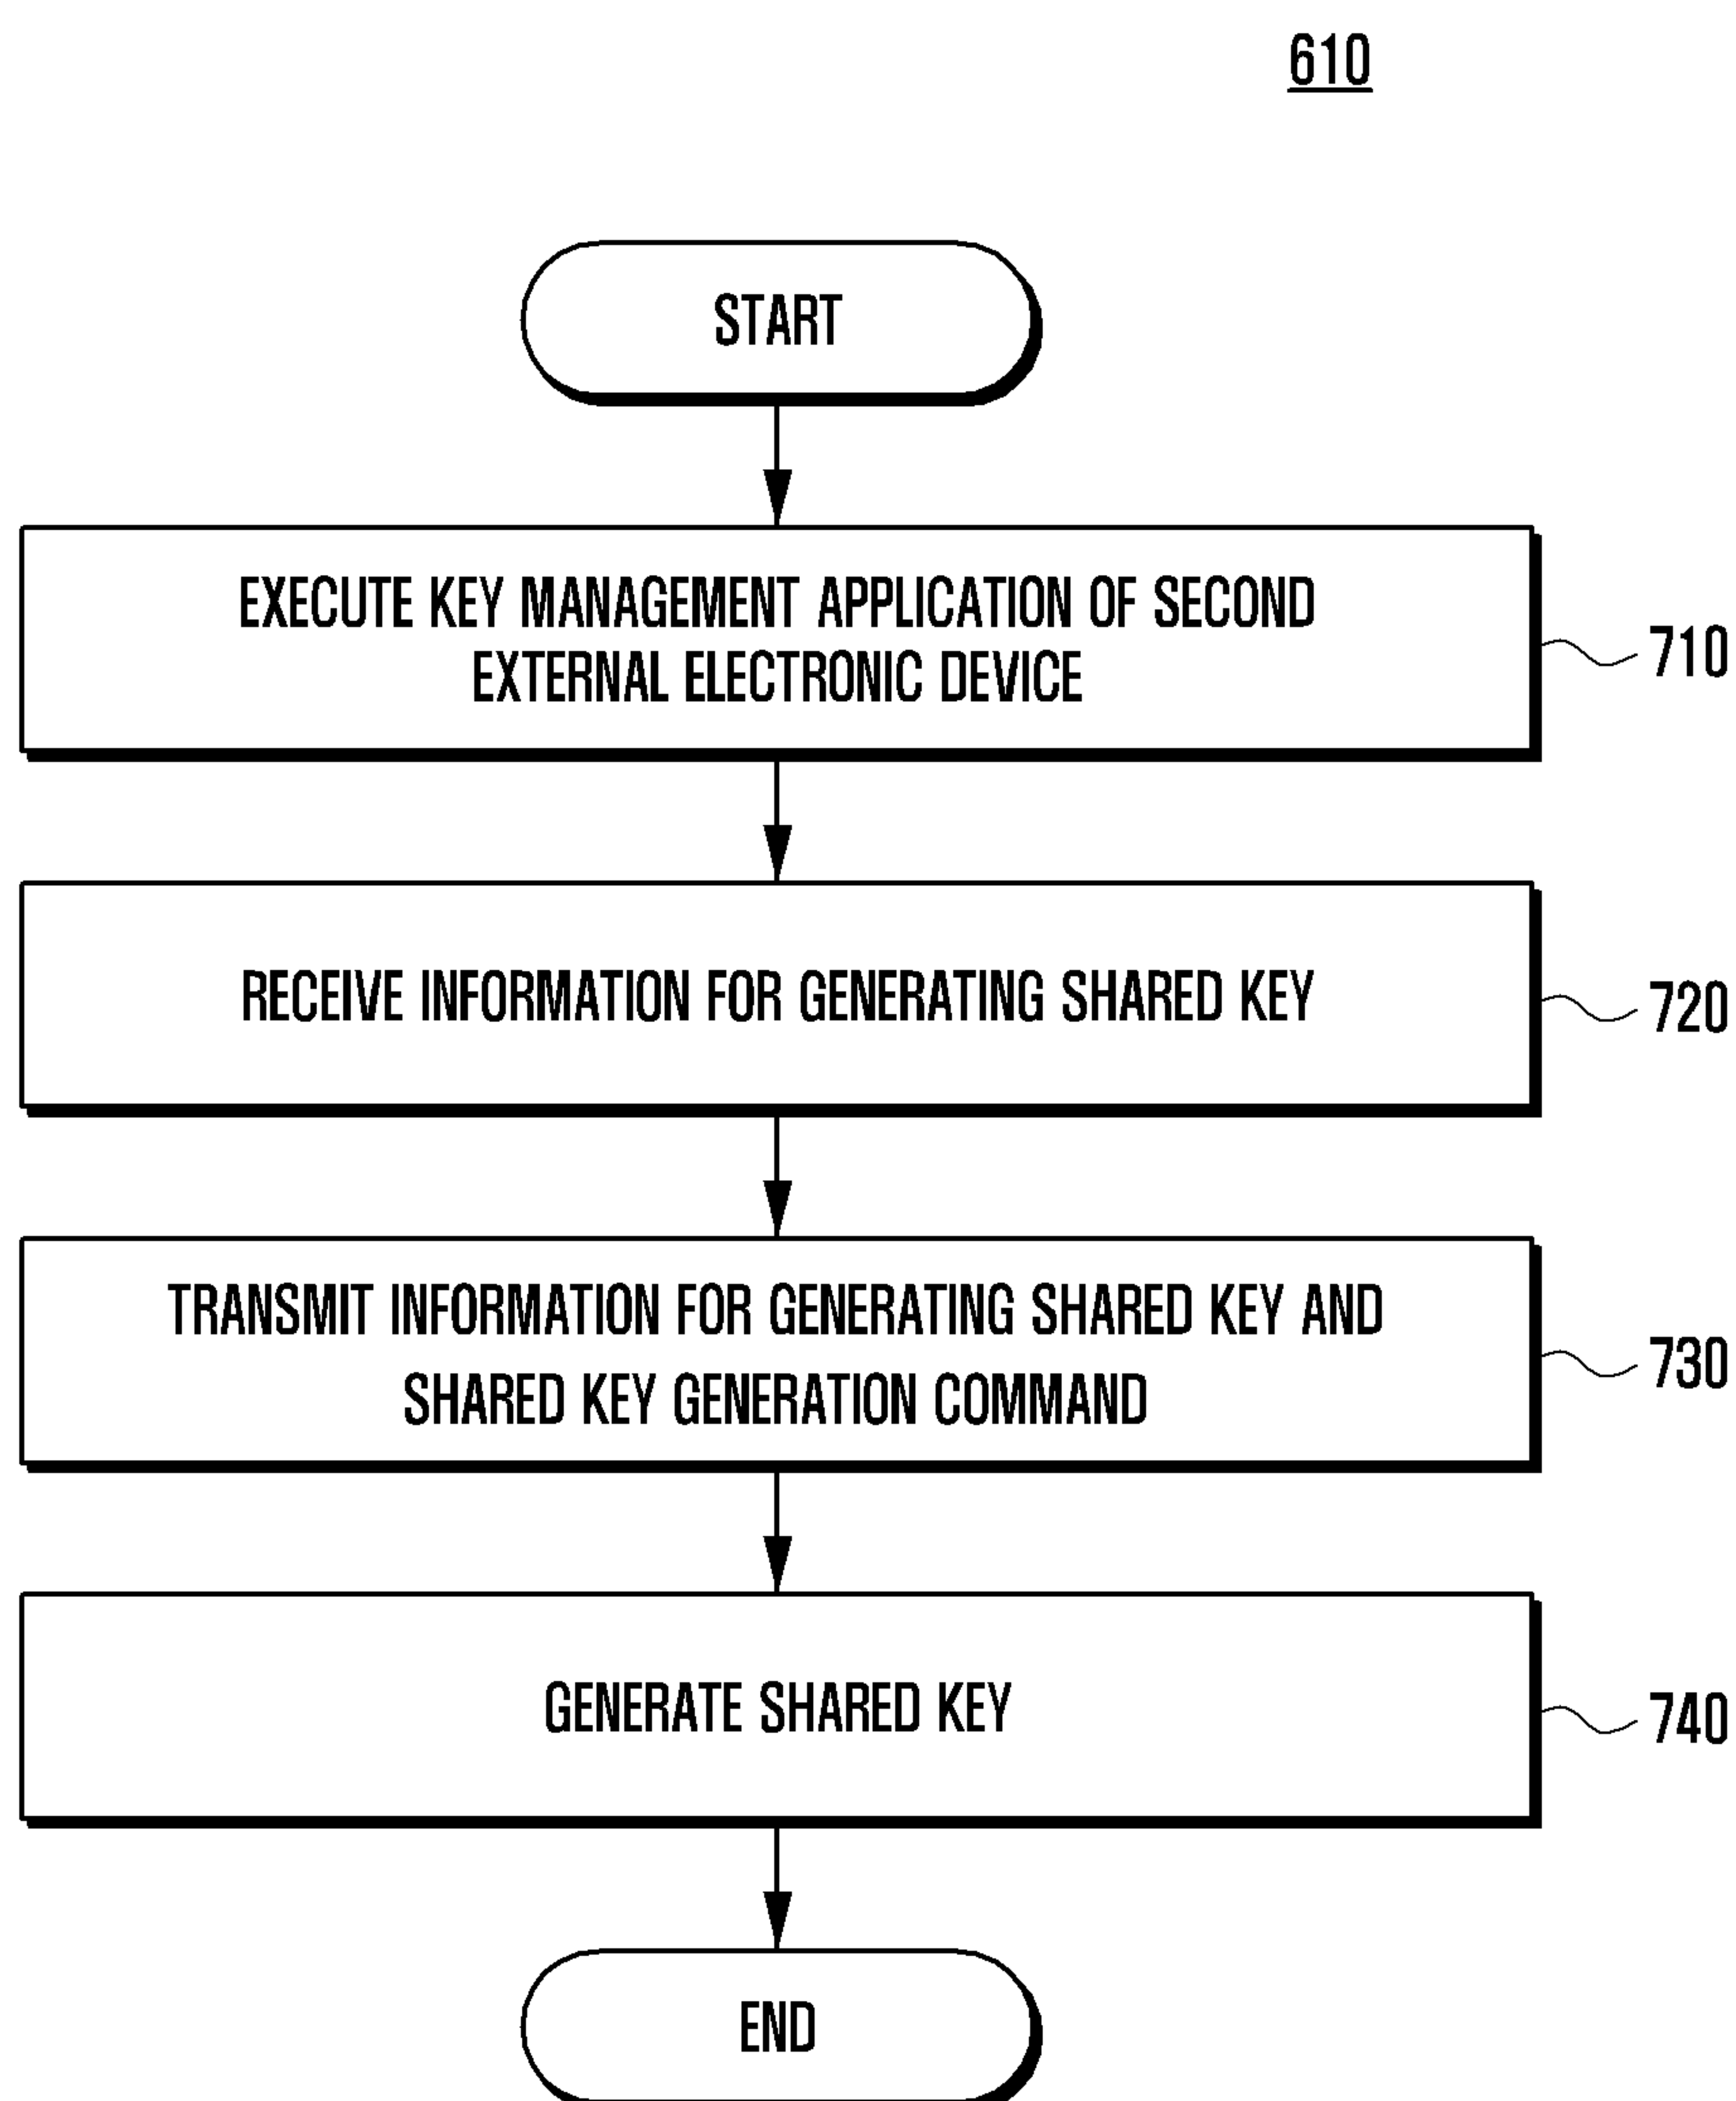 610
START
EXECUTE KEY MANAGEMENT APPLICATION OF SECOND
EXTERNAL ELECTRONIC DEVICE
710
RECEIVE INFORMATION FOR GENERATING SHARED KEY
720
TRANSMIT INFORMATION FOR GENERATING SHARED KEY AND
SHARED KEY GENERATION COMMAND
730
GENERATE SHARED KEY
740
END